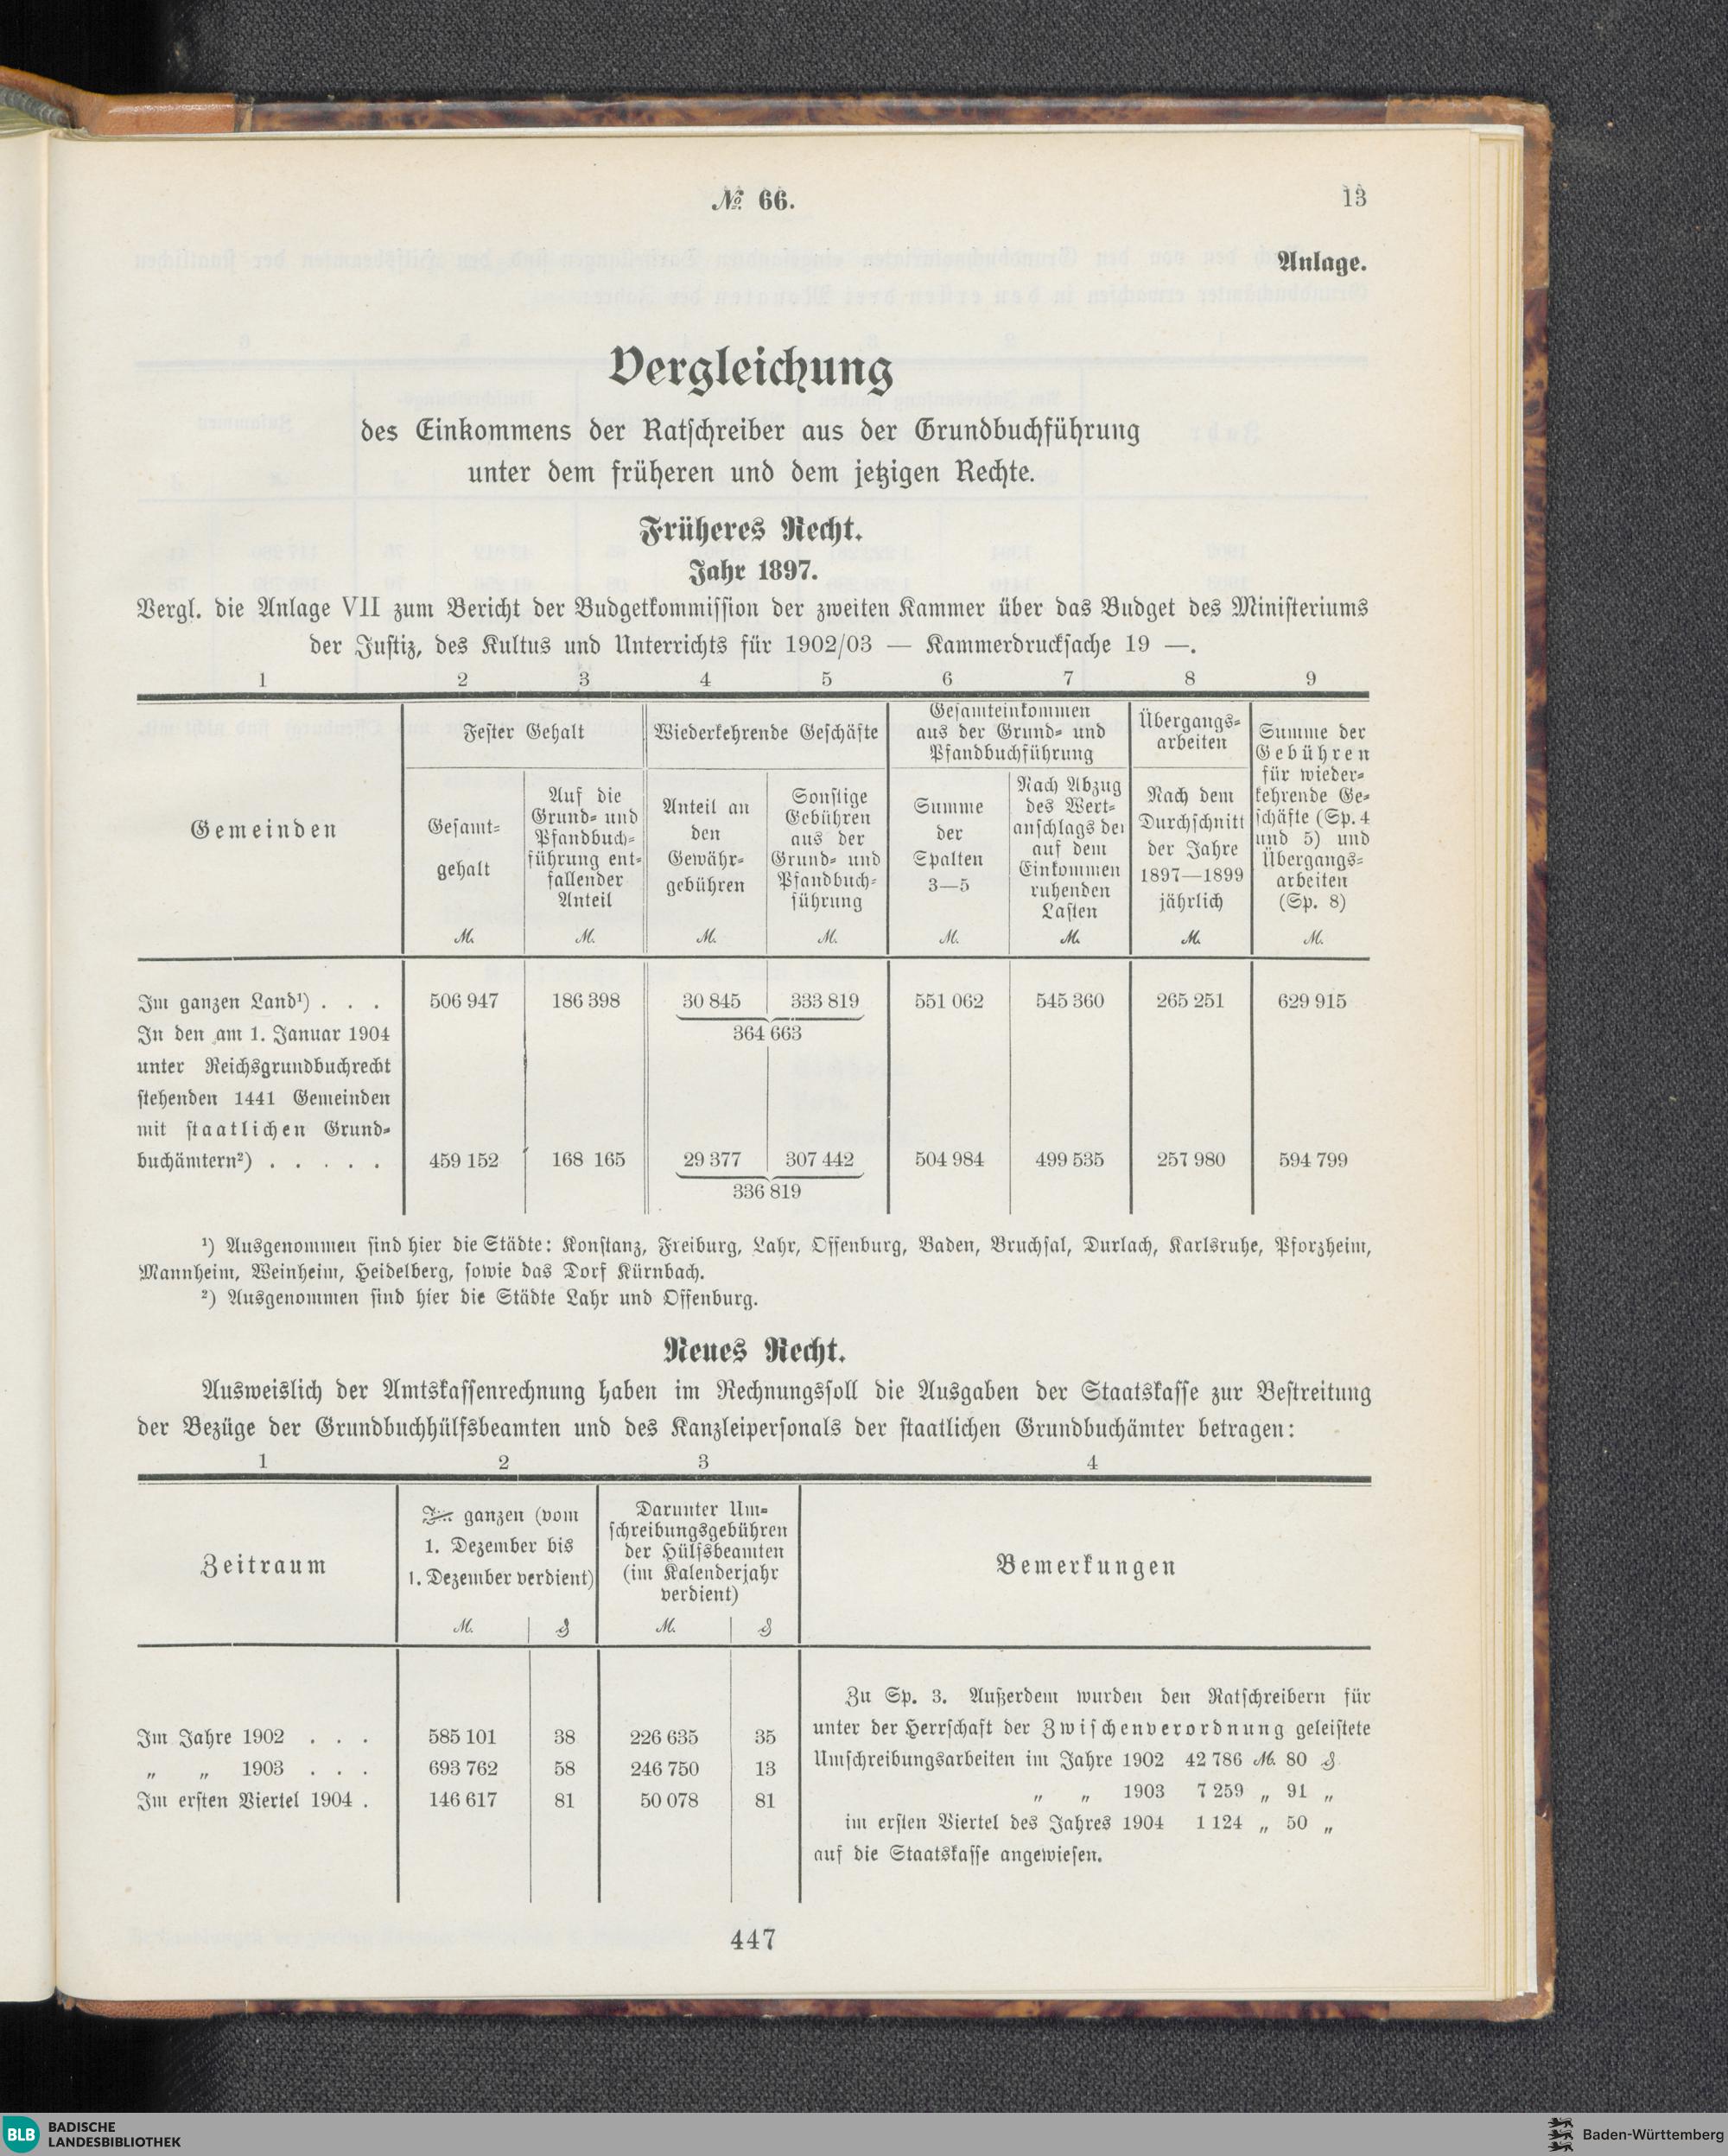 № 66.
13
Anlage.
Vergleichung
des Einkommens der Ratschreiber aus der Grundbuchführung
unter dem früheren und dem jetzigen Rechte.
Früheres Recht.
Jahr 1897.
Vergl. die Anlage VII zum Bericht der Budgetkommission der zweiten Kammer über das Budget des Ministeriums
der Justiz, des Kultus und Unterrichts für 1902/03 — Kammerdrucksache 19 —.
1 2 3 4 5 6 7 8 9
Gemeinden
Fester Gehalt
Gesamt-
gehalt
ℳ.
Auf die
Grund- und
Pfandbuch-
führung ent-
fallender
Anteil
ℳ.
Wiederkehrende Geschäfte
Anteil an
den
Gewähr-
gebühren
ℳ.
Sonstige
Gebühren
aus der
Grund- und
Pfandbuch-
führung
ℳ.
Gesamteinkommen
aus der Grund- und
Pfandbuchführung
Summe
der
Spalten
3—5
ℳ.
Nach Abzug
des Wert-
anschlags der
auf dem
Einkommen
ruhenden
Lasten
ℳ.
Übergangs-
arbeiten
Nach dem
Durchschnitt
der Jahre
1897—1899
jährlich
ℳ.
Summe der
Gebühren
für wieder-
kehrende Ge-
schäfte (Sp. 4
und 5) und
Übergangs-
arbeiten
(Sp. 8)
ℳ.
Im ganzen Land¹) . . . 506 947 186 398 30 845 333 819 551 062 545 360 265 251 629 915
364 663
In den am 1. Januar 1904
unter Reichsgrundbuchrecht
stehenden 1441 Gemeinden
mit staatlichen Grund-
buchämtern²) . . . . . 459 152 168 165 29 377 307 442 504 984 499 535 257 980 594 799
336 819
¹) Ausgenommen sind hier die Städte: Konstanz, Freiburg, Lahr, Offenburg, Baden, Bruchsal, Durlach, Karlsruhe, Pforzheim,
Mannheim, Weinheim, Heidelberg, sowie das Dorf Kürnbach.
²) Ausgenommen sind hier die Städte Lahr und Offenburg.
Neues Recht.
Ausweislich der Amtskassenrechnung haben im Rechnungssoll die Ausgaben der Staatskasse zur Bestreitung
der Bezüge der Grundbuchhülfsbeamten und des Kanzleipersonals der staatlichen Grundbuchämter betragen:
1 2 3 4
Zeitraum
Im ganzen (vom
1. Dezember bis
1. Dezember verdient)
ℳ. ₰
Darunter Um-
schreibungsgebühren
der Hülfsbeamten
(im Kalenderjahr
verdient)
ℳ. ₰
Bemerkungen
Im Jahre 1902 . . . 585 101 38 226 635 35
„ „ 1903 . . . 693 762 58 246 750 13
Im ersten Viertel 1904 . 146 617 81 50 078 81
Zu Sp. 3. Außerdem wurden den Ratschreibern für
unter der Herrschaft der Zwischenverordnung geleistete
Umschreibungsarbeiten im Jahre 1902 42 786 ℳ. 80 ₰
„ „ 1903 7 259 „ 91 „
im ersten Viertel des Jahres 1904 1 124 „ 50 „
auf die Staatskasse angewiesen.
447
BLB BADISCHE
LANDESBIBLIOTHEK
Baden-Württemberg